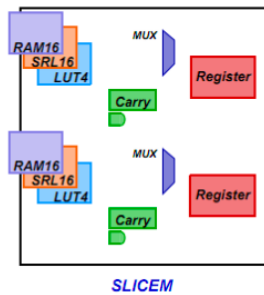 RAM16
SRL16
LUT4
MUX
Carry
Register
RAM16
SRL16
LUT4
MUX
Carry
Register
SLICEM